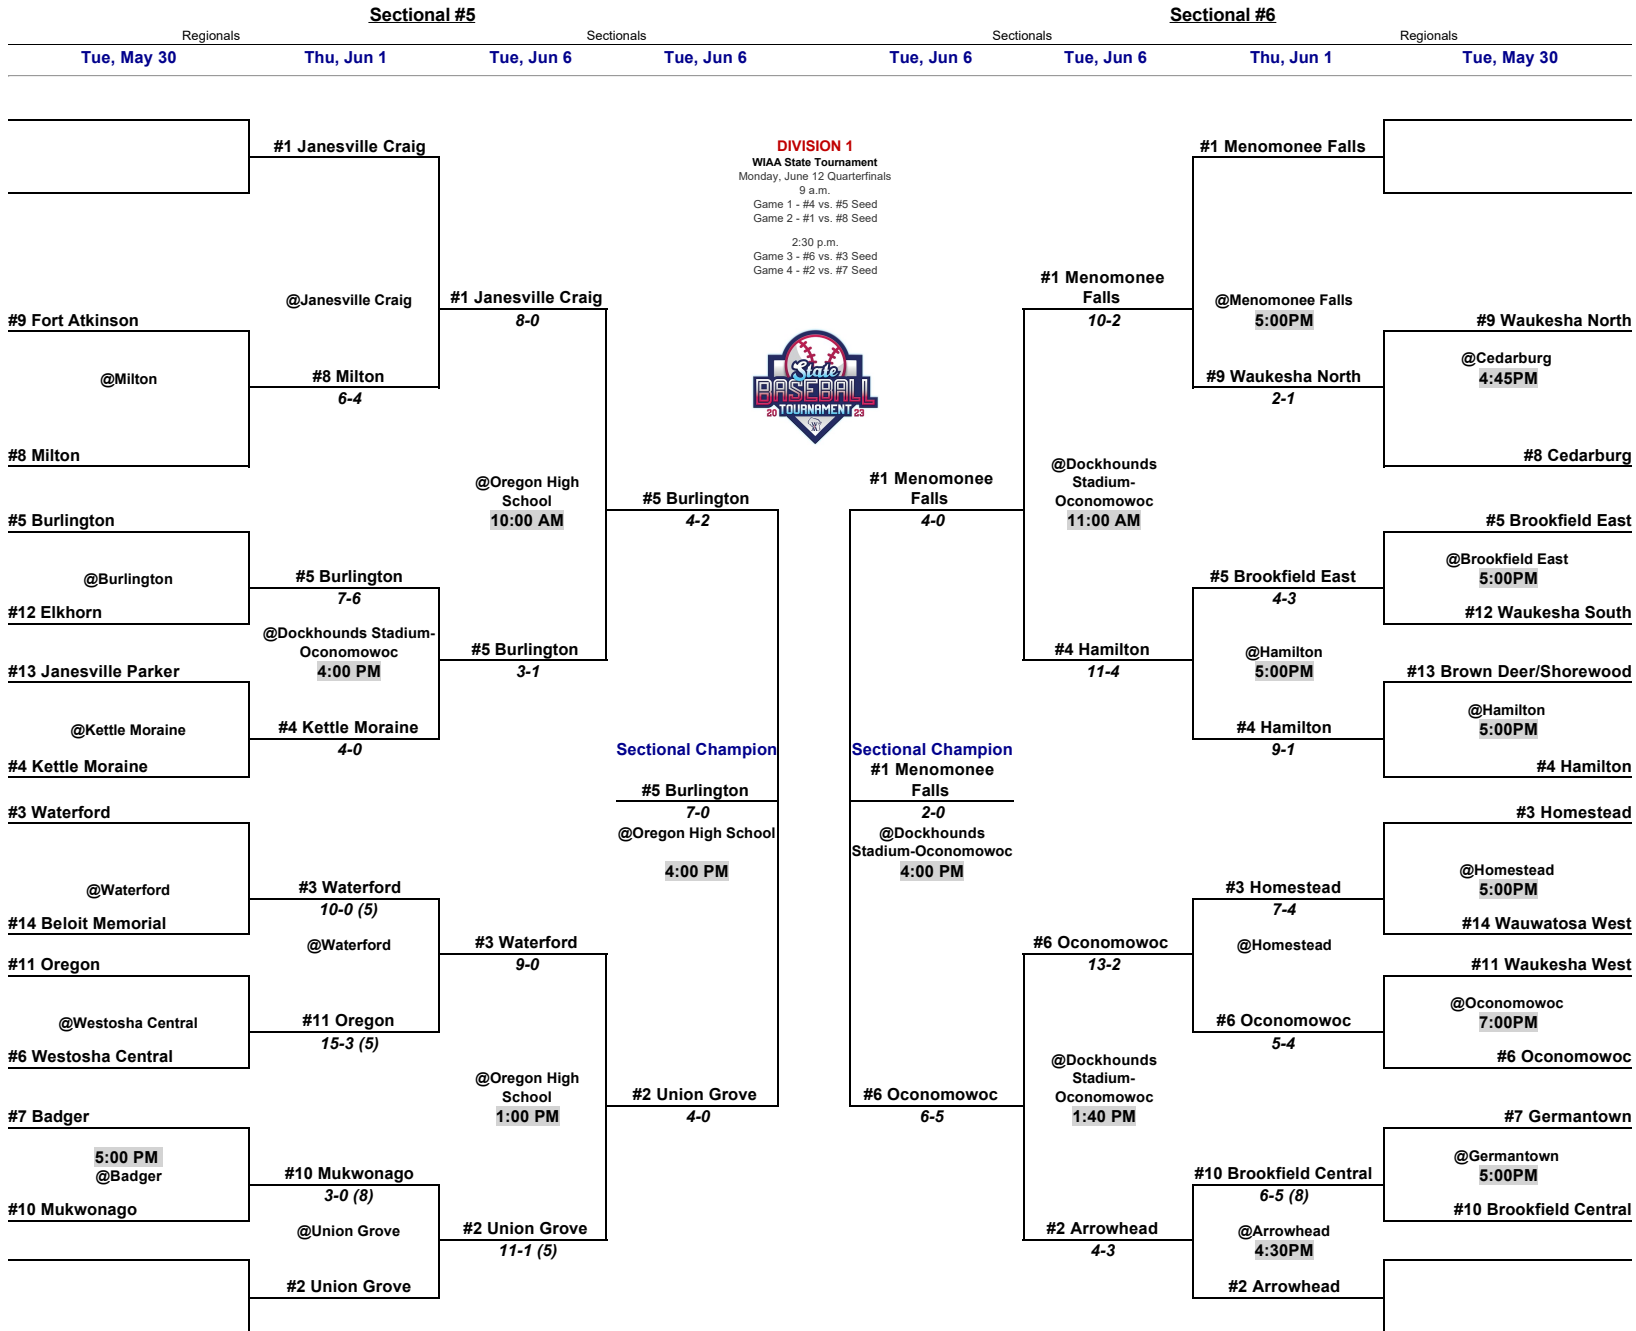 Sectional #5
Sectional #6
Regionals
Sectionals
Sectionals
Regionals
Tue, May 30
Thu, Jun 1
Tue, Jun 6
Tue, Jun 6
Tue, Jun 6
Tue, Jun 6
Thu, Jun 1
Tue, May 30
#9 Fort Atkinson
@Milton
#8 Milton
#5 Burlington
@Burlington
#12 Elkhorn
#13 Janesville Parker
@Kettle Moraine
#4 Kettle Moraine
#3 Waterford
@Waterford
#14 Beloit Memorial
#11 Oregon
@Westosha Central
#6 Westosha Central
#7 Badger
5:00 PM
@Badger
#10 Mukwonago
#1 Janesville Craig
@Janesville Craig
#8 Milton
6-4
#5 Burlington
7-6
@Dockhounds Stadium-
Oconomowoc
4:00 PM
#4 Kettle Moraine
4-0
#3 Waterford
10-0 (5)
@Waterford
#11 Oregon
15-3 (5)
#10 Mukwonago
3-0 (8)
@Union Grove
#2 Union Grove
#1 Janesville Craig
8-0
@Oregon High
School
10:00 AM
#5 Burlington
3-1
#3 Waterford
9-0
@Oregon High
School
1:00 PM
#2 Union Grove
11-1 (5)
#5 Burlington
4-2
Sectional Champion
#5 Burlington
7-0
@Oregon High School
4:00 PM
#2 Union Grove
4-0
DIVISION 1
WIAA State Tournament
Monday, June 12 Quarterfinals
9 a.m.
Game 1 - #4 vs. #5 Seed
Game 2 - #1 vs. #8 Seed
2:30 p.m.
Game 3 - #6 vs. #3 Seed
Game 4 - #2 vs. #7 Seed
State
BASEBALL
20 TOURNAMENT 23
#1 Menomonee
Falls
4-0
Sectional Champion
#1 Menomonee
Falls
2-0
@Dockhounds
Stadium-Oconomowoc
4:00 PM
#6 Oconomowoc
6-5
#1 Menomonee
Falls
10-2
@Dockhounds
Stadium-
Oconomowoc
11:00 AM
#4 Hamilton
11-4
#6 Oconomowoc
13-2
@Dockhounds
Stadium-
Oconomowoc
1:40 PM
#2 Arrowhead
4-3
#1 Menomonee Falls
@Menomonee Falls
5:00PM
#9 Waukesha North
2-1
#5 Brookfield East
4-3
@Hamilton
5:00PM
#4 Hamilton
9-1
#3 Homestead
7-4
@Homestead
#6 Oconomowoc
5-4
#10 Brookfield Central
6-5 (8)
@Arrowhead
4:30PM
#2 Arrowhead
#9 Waukesha North
@Cedarburg
4:45PM
#8 Cedarburg
#5 Brookfield East
@Brookfield East
5:00PM
#12 Waukesha South
#13 Brown Deer/Shorewood
@Hamilton
5:00PM
#4 Hamilton
#3 Homestead
@Homestead
5:00PM
#14 Wauwatosa West
#11 Waukesha West
@Oconomowoc
7:00PM
#6 Oconomowoc
#7 Germantown
@Germantown
5:00PM
#10 Brookfield Central